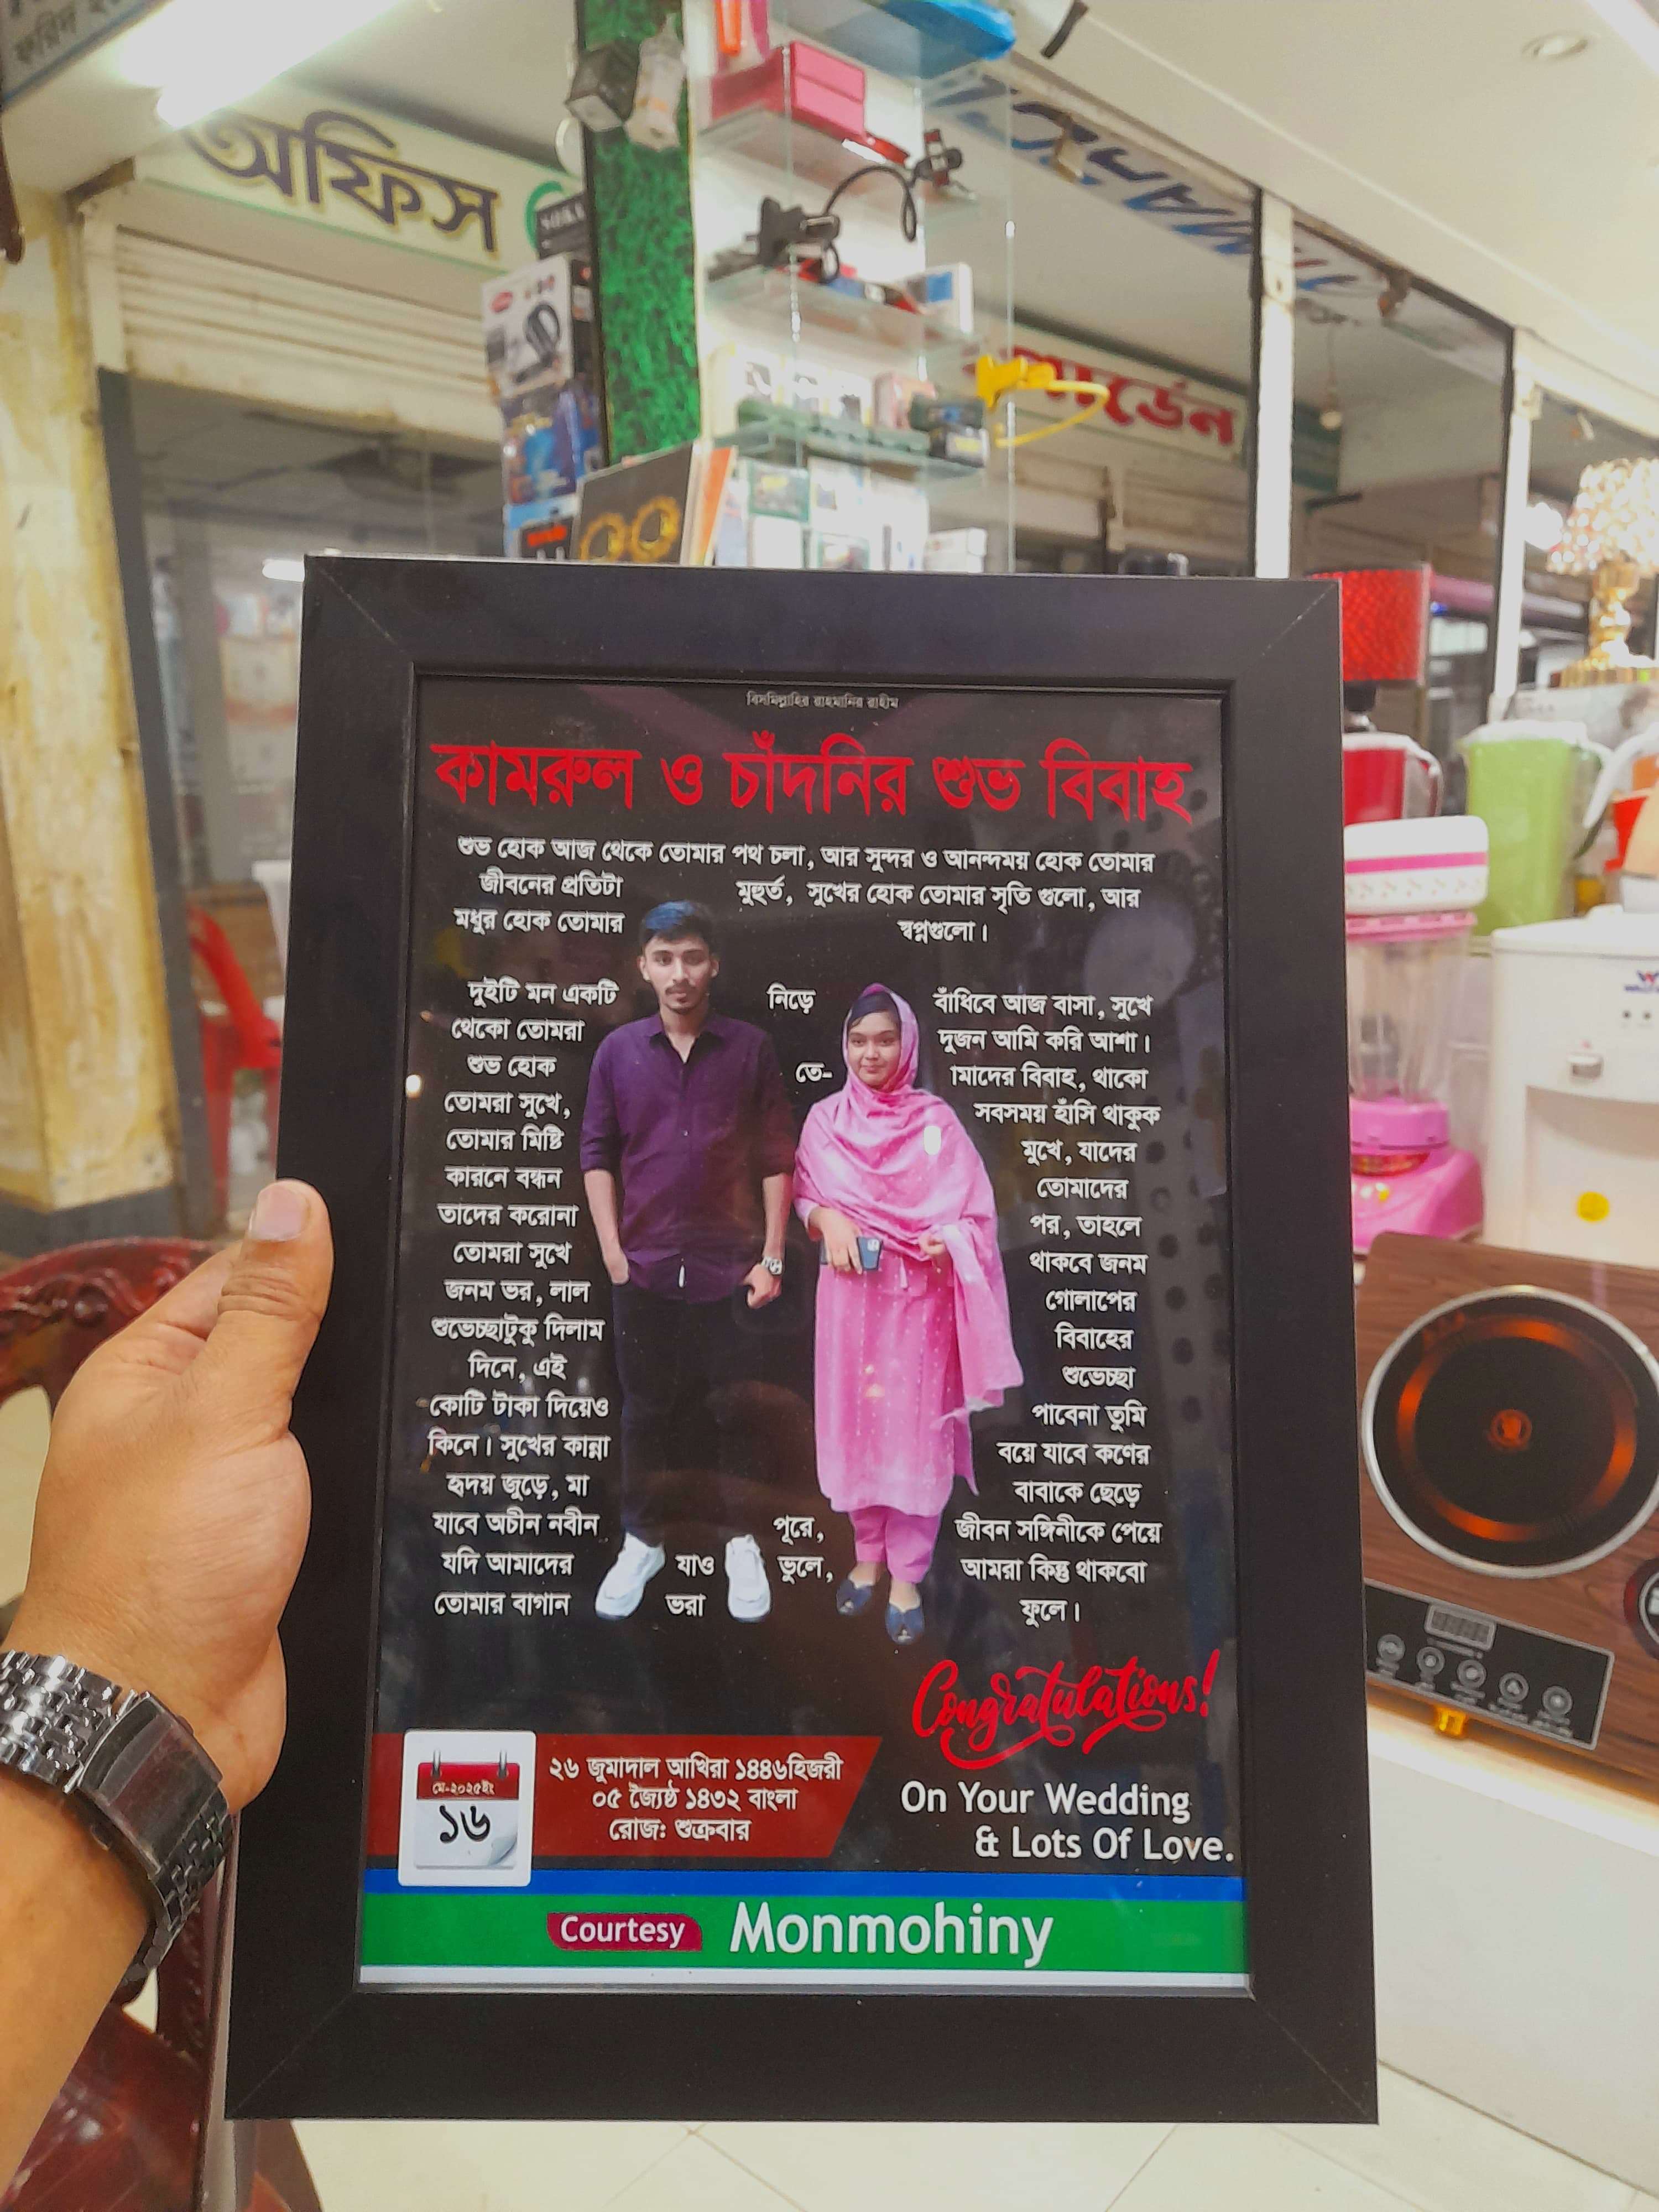 অফিস
গার্ডেন
বিসমিল্লাহির রাহমানির রাহীম
কামরুল ও চাঁদনির শুভ বিবাহ
শুভ হোক আজ থেকে তোমার পথ চলা, আর সুন্দর ও আনন্দময় হোক তোমার
জীবনের প্রতিটা মুহুর্ত, সুখের হোক তোমার সৃতি গুলো, আর
মধুর হোক তোমার স্বপ্নগুলো।
দুইটি মন একটি নিড়ে বাঁধিবে আজ বাসা, সুখে
থেকো তোমরা দুজন আমি করি আশা।
শুভ হোক তে- ামাদের বিবাহ, থাকো
তোমরা সুখে, সবসময় হাঁসি থাকুক
তোমার মিষ্টি মুখে, যাদের
কারনে বন্ধন তোমাদের
তাদের করোনা পর, তাহলে
তোমরা সুখে থাকবে জনম
জনম ভর, লাল গোলাপের
শুভেচ্ছাটুকু দিলাম বিবাহের
দিনে, এই শুভেচ্ছা
কোটি টাকা দিয়েও পাবেনা তুমি
কিনে। সুখের কান্না বয়ে যাবে কণের
হৃদয় জুড়ে, মা বাবাকে ছেড়ে
যাবে অচীন নবীন পূরে, জীবন সঙ্গিনীকে পেয়ে
যদি আমাদের যাও ভুলে, আমরা কিন্তু থাকবো
তোমার বাগান ভরা ফুলে।
Congratulations!
On Your Wedding
& Lots Of Love.
মে-২০২৫ইং
১৬
২৬ জুমাদাল আখিরা ১৪৪৬হিজরী
০৫ জ্যৈষ্ঠ ১৪৩২ বাংলা
রোজ: শুক্রবার
Courtesy Monmohiny